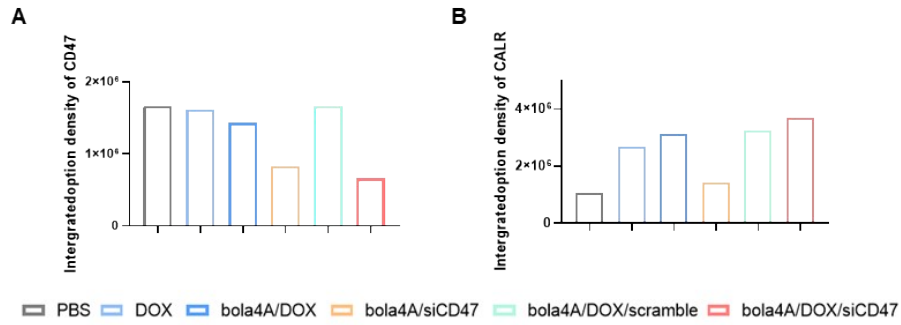 A
B
Intergratedoption density of CD47
2×10⁶
1×10⁶
0
Intergratedoption density of CALR
4×10⁶
2×10⁶
0
PBS DOX bola4A/DOX bola4A/siCD47 bola4A/DOX/scramble bola4A/DOX/siCD47